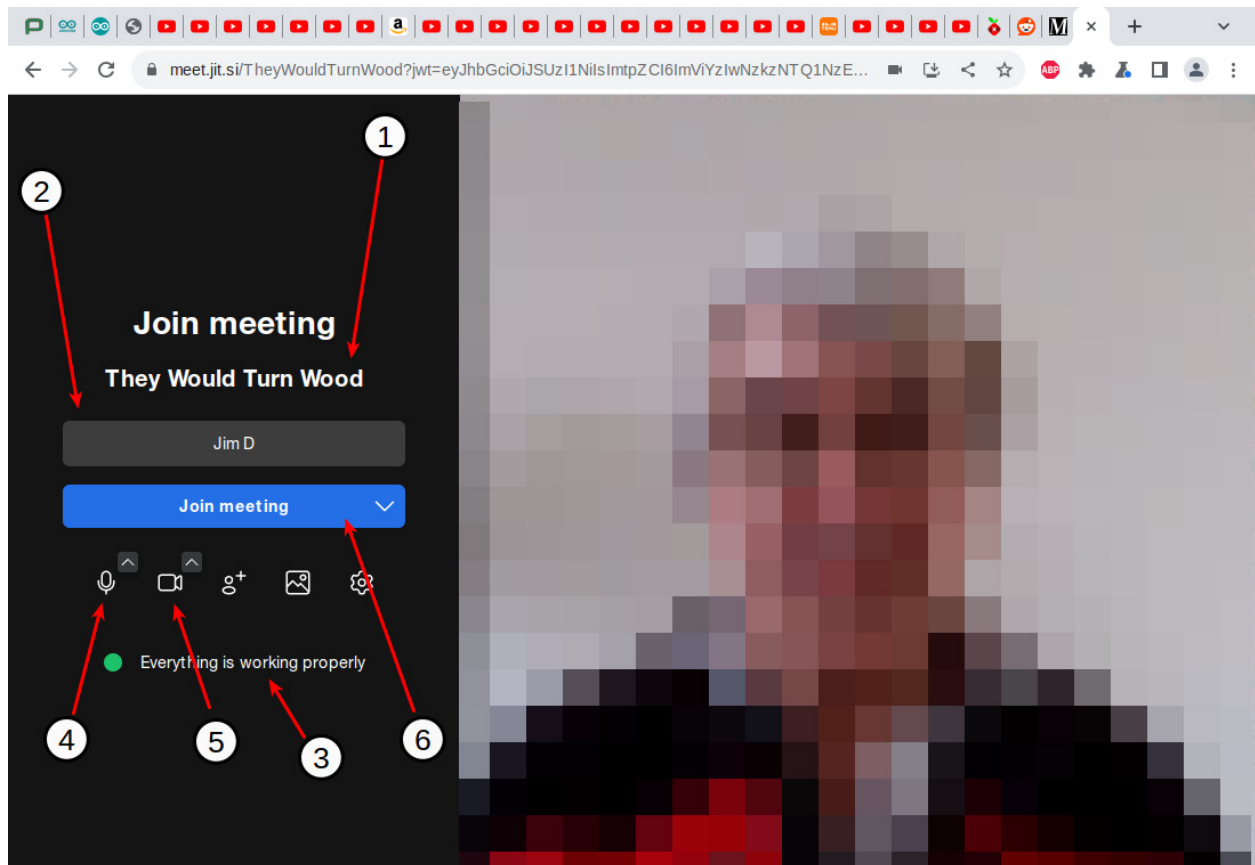 meet.jit.si/TheyWouldTurnWood?jwt=eyJhbGciOiJSUzI1NiIsImtpZCI6ImViYzIwNzkzNTQ1NzE...
ABP
1
2
Join meeting
They Would Turn Wood
Jim D
Join meeting
Everything is working properly
4
5
3
6